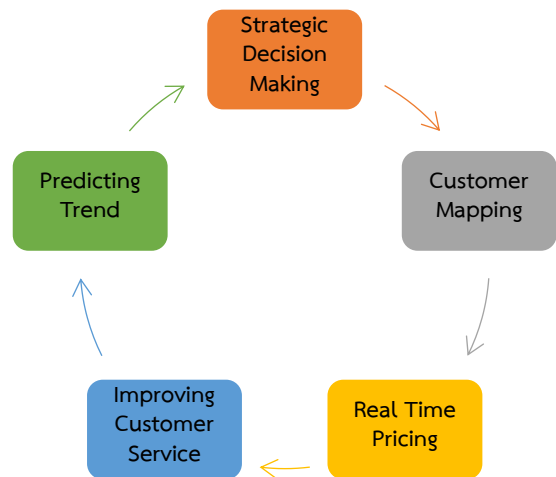 Strategic
Decision
Making
Customer
Mapping
Real Time
Pricing
Improving
Customer
Service
Predicting
Trend